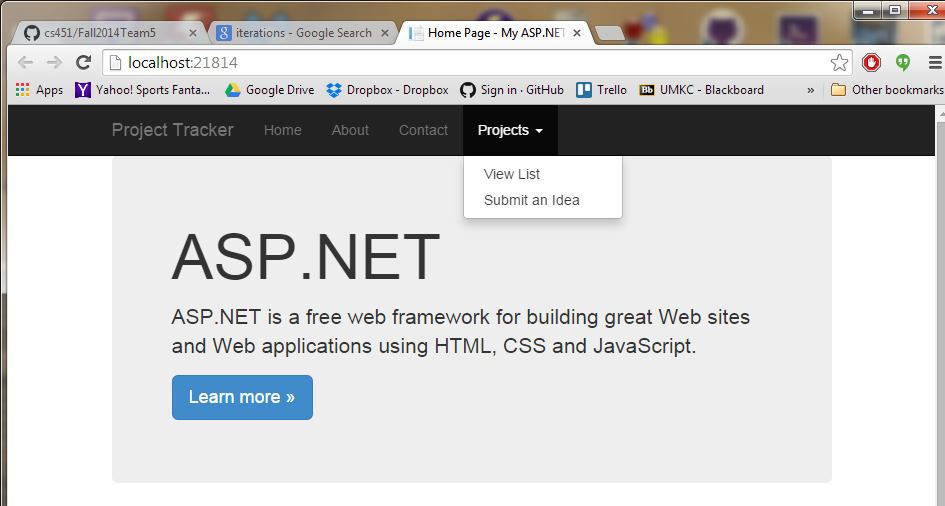 cs451/Fall2014Team5
iterations - Google Search
Home Page - My ASP.NET
localhost:21814
Apps
Yahoo! Sports Fanta...
Google Drive
Dropbox - Dropbox
Sign in · GitHub
Trello
Bb UMKC - Blackboard
»
Other bookmarks
Project Tracker
Home
About
Contact
Projects
View List
Submit an Idea
ASP.NET
ASP.NET is a free web framework for building great Web sites
and Web applications using HTML, CSS and JavaScript.
Learn more »